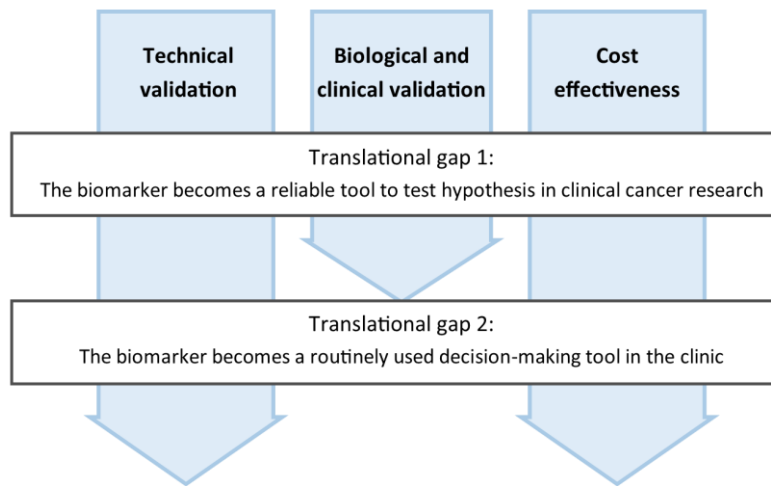 Technical
validation
Biological and
clinical validation
Cost
effectiveness
Translational gap 1:
The biomarker becomes a reliable tool to test hypothesis in clinical cancer research
Translational gap 2:
The biomarker becomes a routinely used decision-making tool in the clinic